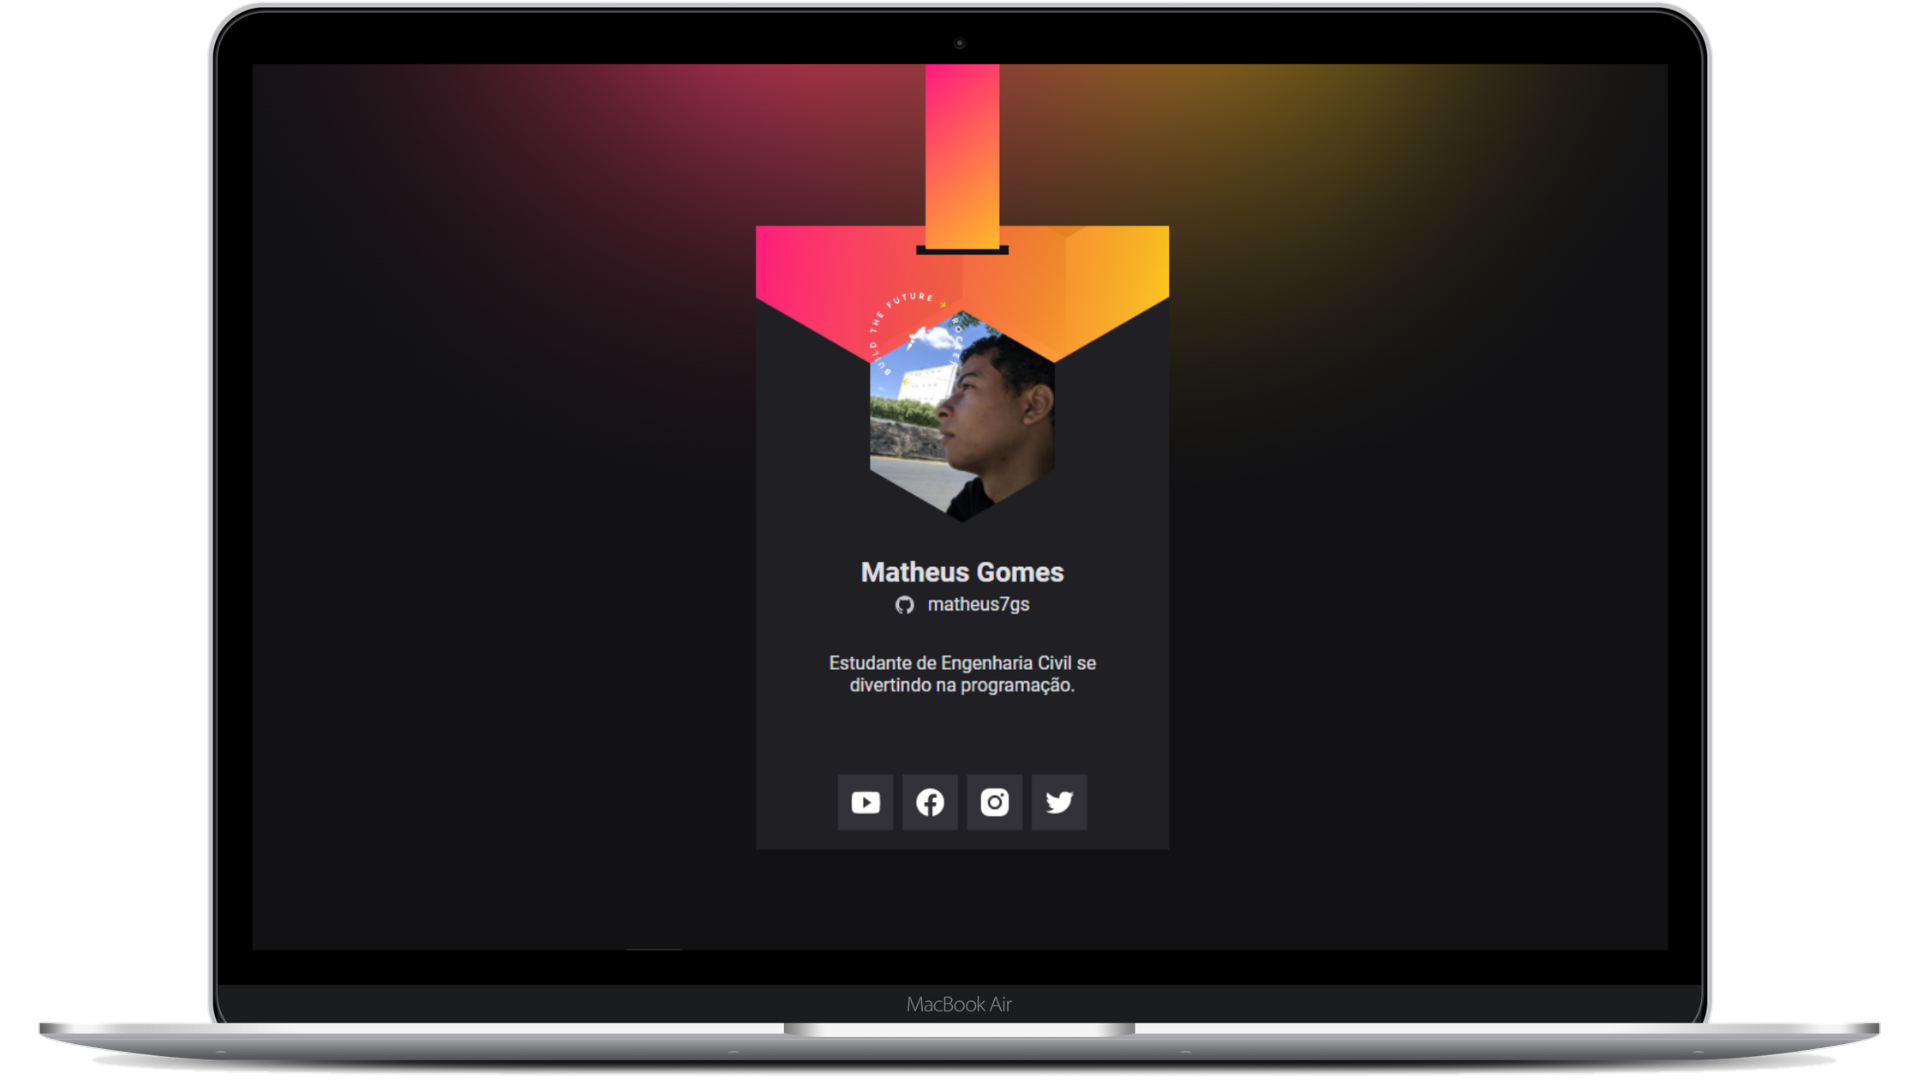 BUILD THE FUTURE
Matheus Gomes
matheus7gs
Estudante de Engenharia Civil se
divertindo na programação.
MacBook Air